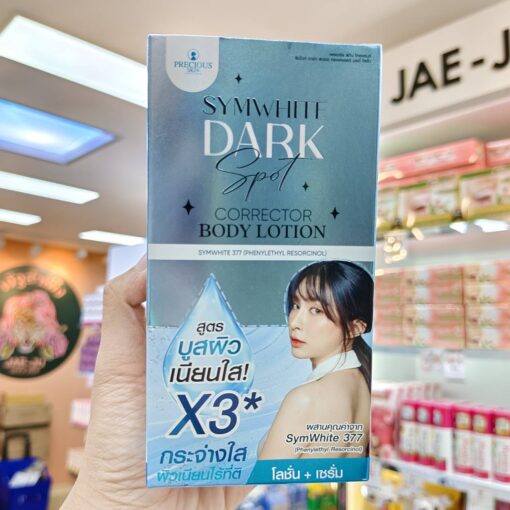 PRECIOUS
SKIN
SYMWHITE
DARK
Spot
CORRECTOR
BODY LOTION
SYMWHITE 377 (PHENYLETHYL RESORCINOL)
สูตร
บูสผิว
เนียนใส!
X3*
กระจ่างใส
ผิวเนียนไร้ที่ติ
ผสานคุณค่าจาก
SymWhite 377
(Phenylethyl Resorcinol)
โลชั่น + เซรั่ม
JAE-J